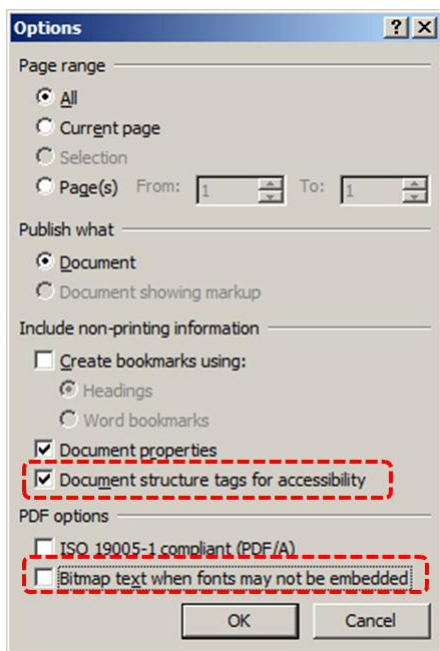 Options
Page range
All
Current page
Selection
Page(s) From: 1 To: 1
Publish what
Document
Document showing markup
Include non-printing information
Create bookmarks using:
Headings
Word bookmarks
Document properties
Document structure tags for accessibility
PDF options
ISO 19005-1 compliant (PDF/A)
Bitmap text when fonts may not be embedded
OK Cancel